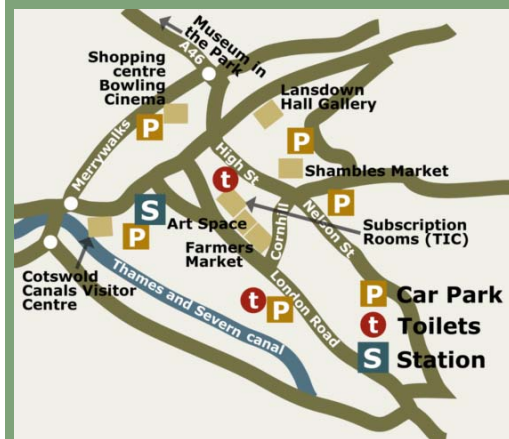 Museum in
the Park
A46
Shopping
centre
Bowling
Cinema
P
Merrywalks
Lansdown
Hall Gallery
P
High St
Shambles Market
t
P
S
Art Space
P
Farmers
Market
Cornhill
Nelson St
Subscription
Rooms (TIC)
Cotswold
Canals Visitor
Centre
Thames and Severn canal
t
P
London Road
P Car Park
t Toilets
S Station